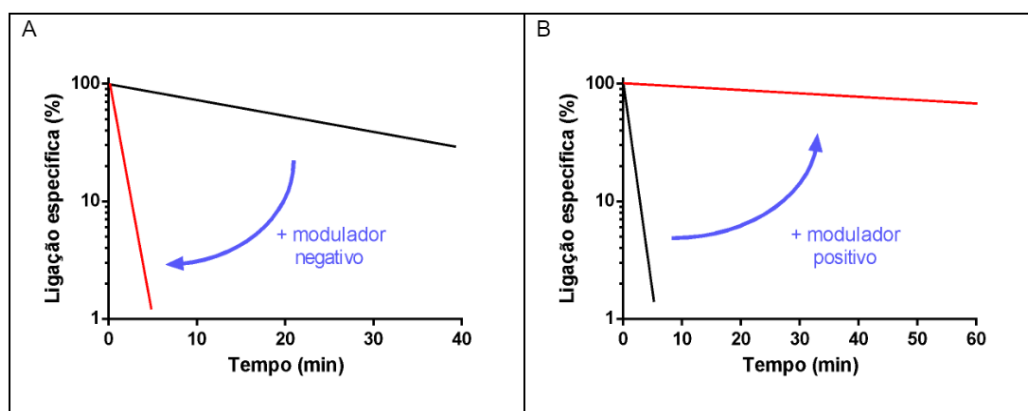 A
Ligação específica (%)
100
10
1
+ modulador
negativo
0
10
20
30
40
Tempo (min)
B
Ligação específica (%)
100
10
1
+ modulador
positivo
0
10
20
30
40
50
60
Tempo (min)